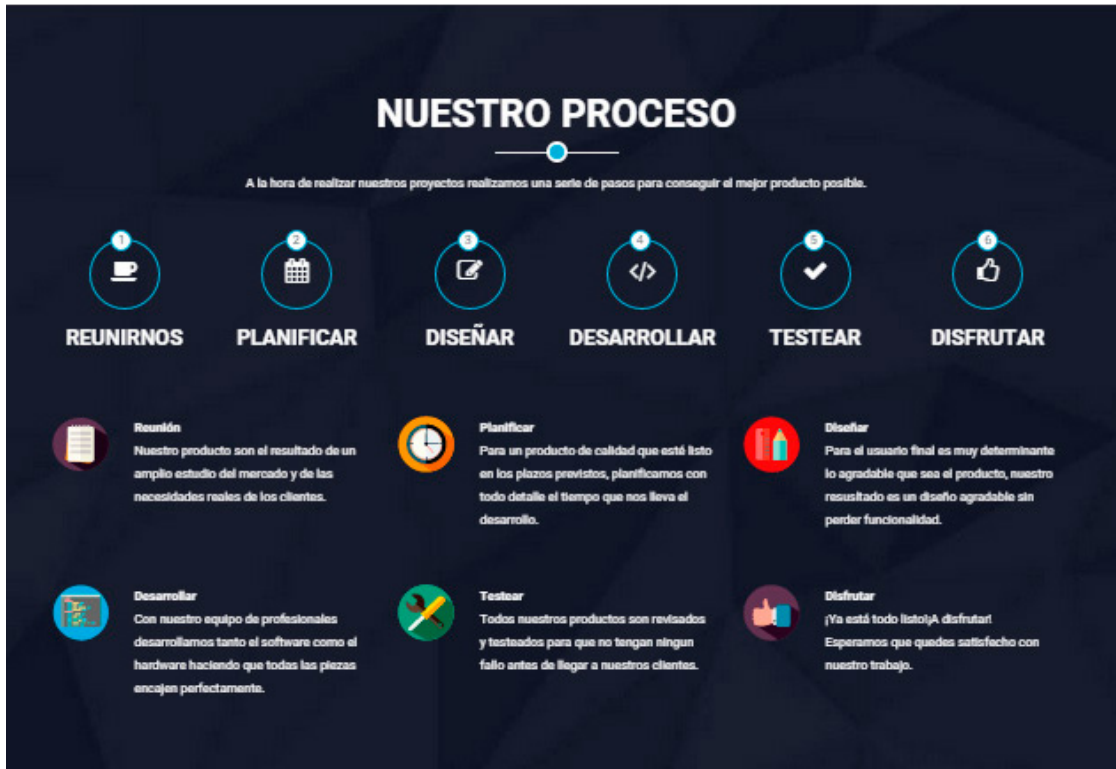 NUESTRO PROCESO
A la hora de realizar nuestros proyectos realizamos una serie de pasos para conseguir el mejor producto posible.
1
2
3
4
5
6
REUNIRNOS
PLANIFICAR
DISEÑAR
DESARROLLAR
TESTEAR
DISFRUTAR
Reunión
Nuestro producto son el resultado de un
amplio estudio del mercado y de las
necesidades reales de los clientes.
Planificar
Para un producto de calidad que esté listo
en los plazos previstos, planificamos con
todo detalle el tiempo que nos lleva el
desarrollo.
Diseñar
Para el usuario final es muy determinante
lo agradable que sea el producto, nuestro
resusltado es un diseño agradable sin
perder funcionalidad.
Desarrollar
Con nuestro equipo de profesionales
desarrollamos tanto el software como el
hardware haciendo que todas las piezas
encajen perfectamente.
Testear
Todos nuestros productos son revisados
y testeados para que no tengan ningun
fallo antes de llegar a nuestros clientes.
Disfrutar
¡Ya está todo listo!¡A disfrutar!
Esperamos que quedes satisfecho con
nuestro trabajo.